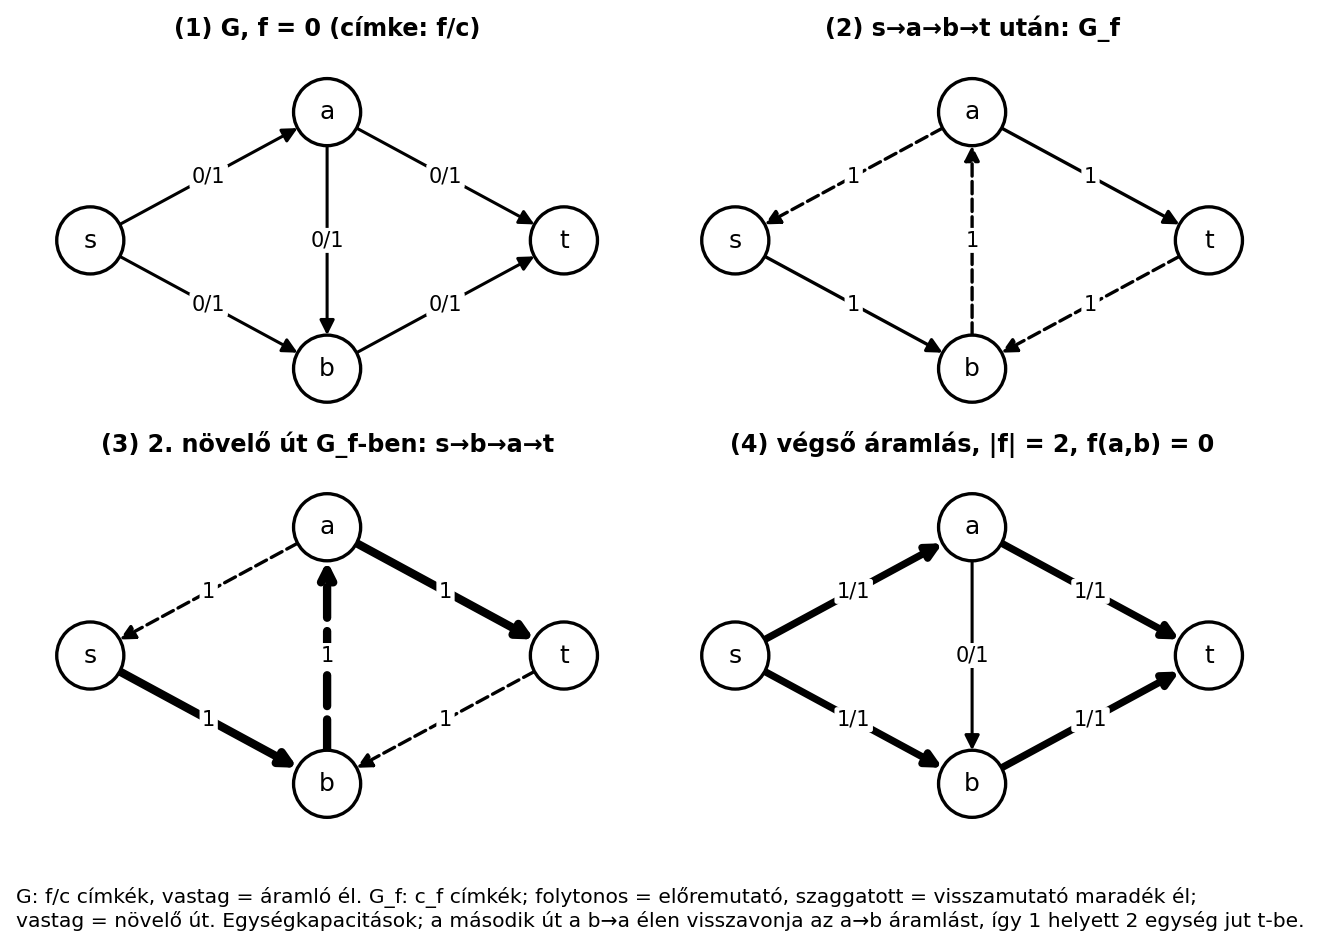 (1) G, f = 0 (címke: f/c)
a
0/1
0/1
s
0/1
t
0/1
0/1
b
(2) s→a→b→t után: G_f
a
1
1
s
1
t
1
1
b
(3) 2. növelő út G_f-ben: s→b→a→t
a
1
1
s
1
t
1
1
b
(4) végső áramlás, |f| = 2, f(a,b) = 0
a
1/1
1/1
s
0/1
t
1/1
1/1
b
G: f/c címkék, vastag = áramló él. G_f: c_f címkék; folytonos = előremutató, szaggatott = visszamutató maradék él;
vastag = növelő út. Egységkapacitások; a második út a b→a élen visszavonja az a→b áramlást, így 1 helyett 2 egység jut t-be.